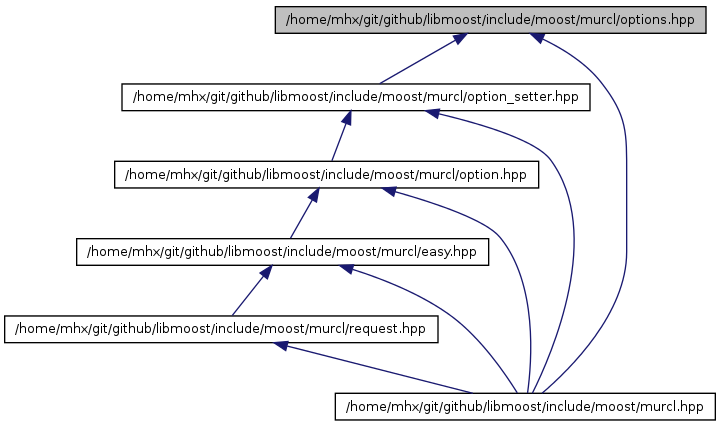 /home/mhx/git/github/libmoost/include/moost/murcl/options.hpp
/home/mhx/git/github/libmoost/include/moost/murcl/option_setter.hpp
/home/mhx/git/github/libmoost/include/moost/murcl/option.hpp
/home/mhx/git/github/libmoost/include/moost/murcl/easy.hpp
/home/mhx/git/github/libmoost/include/moost/murcl/request.hpp
/home/mhx/git/github/libmoost/include/moost/murcl.hpp